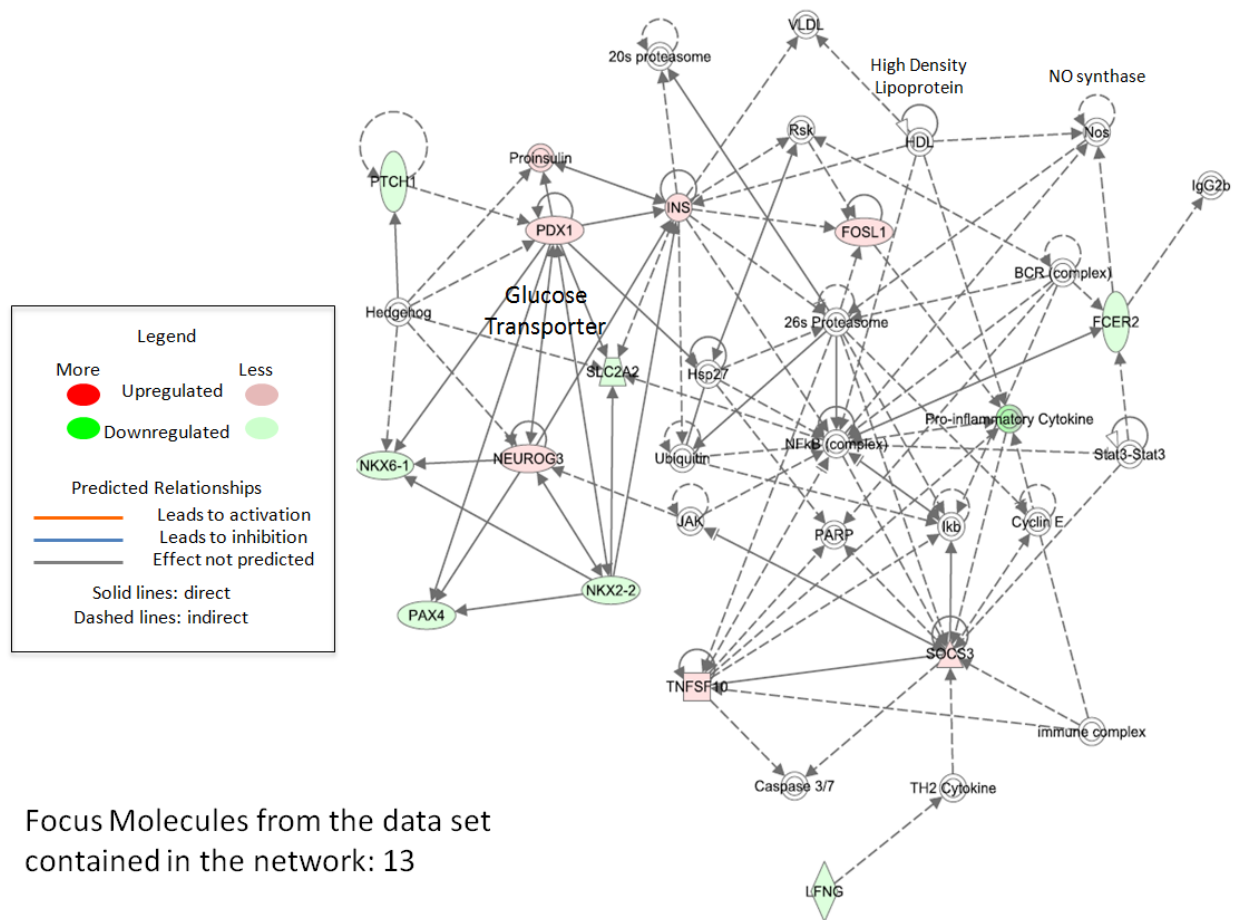 VLDL
20s proteasome
High Density
Lipoprotein
NO synthase
Rsk
HDL
Nos
Proinsulin
PTCH1
IgG2b
INS
PDX1
FOSL1
BCR (complex)
Glucose
Transporter
Hedgehog
26s Proteasome
FCER2
SLC2A2
Hsp27
Pro-inflammatory Cytokine
NFkB (complex)
Stat3-Stat3
NKX6-1
NEUROG3
Ubiquitin
JAK
PARP
Ikb
Cyclin E
NKX2-2
PAX4
SOCS3
TNFSF10
immune complex
Caspase 3/7
TH2 Cytokine
LFNG
Legend
More Less
Upregulated
Downregulated
Predicted Relationships
Leads to activation
Leads to inhibition
Effect not predicted
Solid lines: direct
Dashed lines: indirect
Focus Molecules from the data set
contained in the network: 13